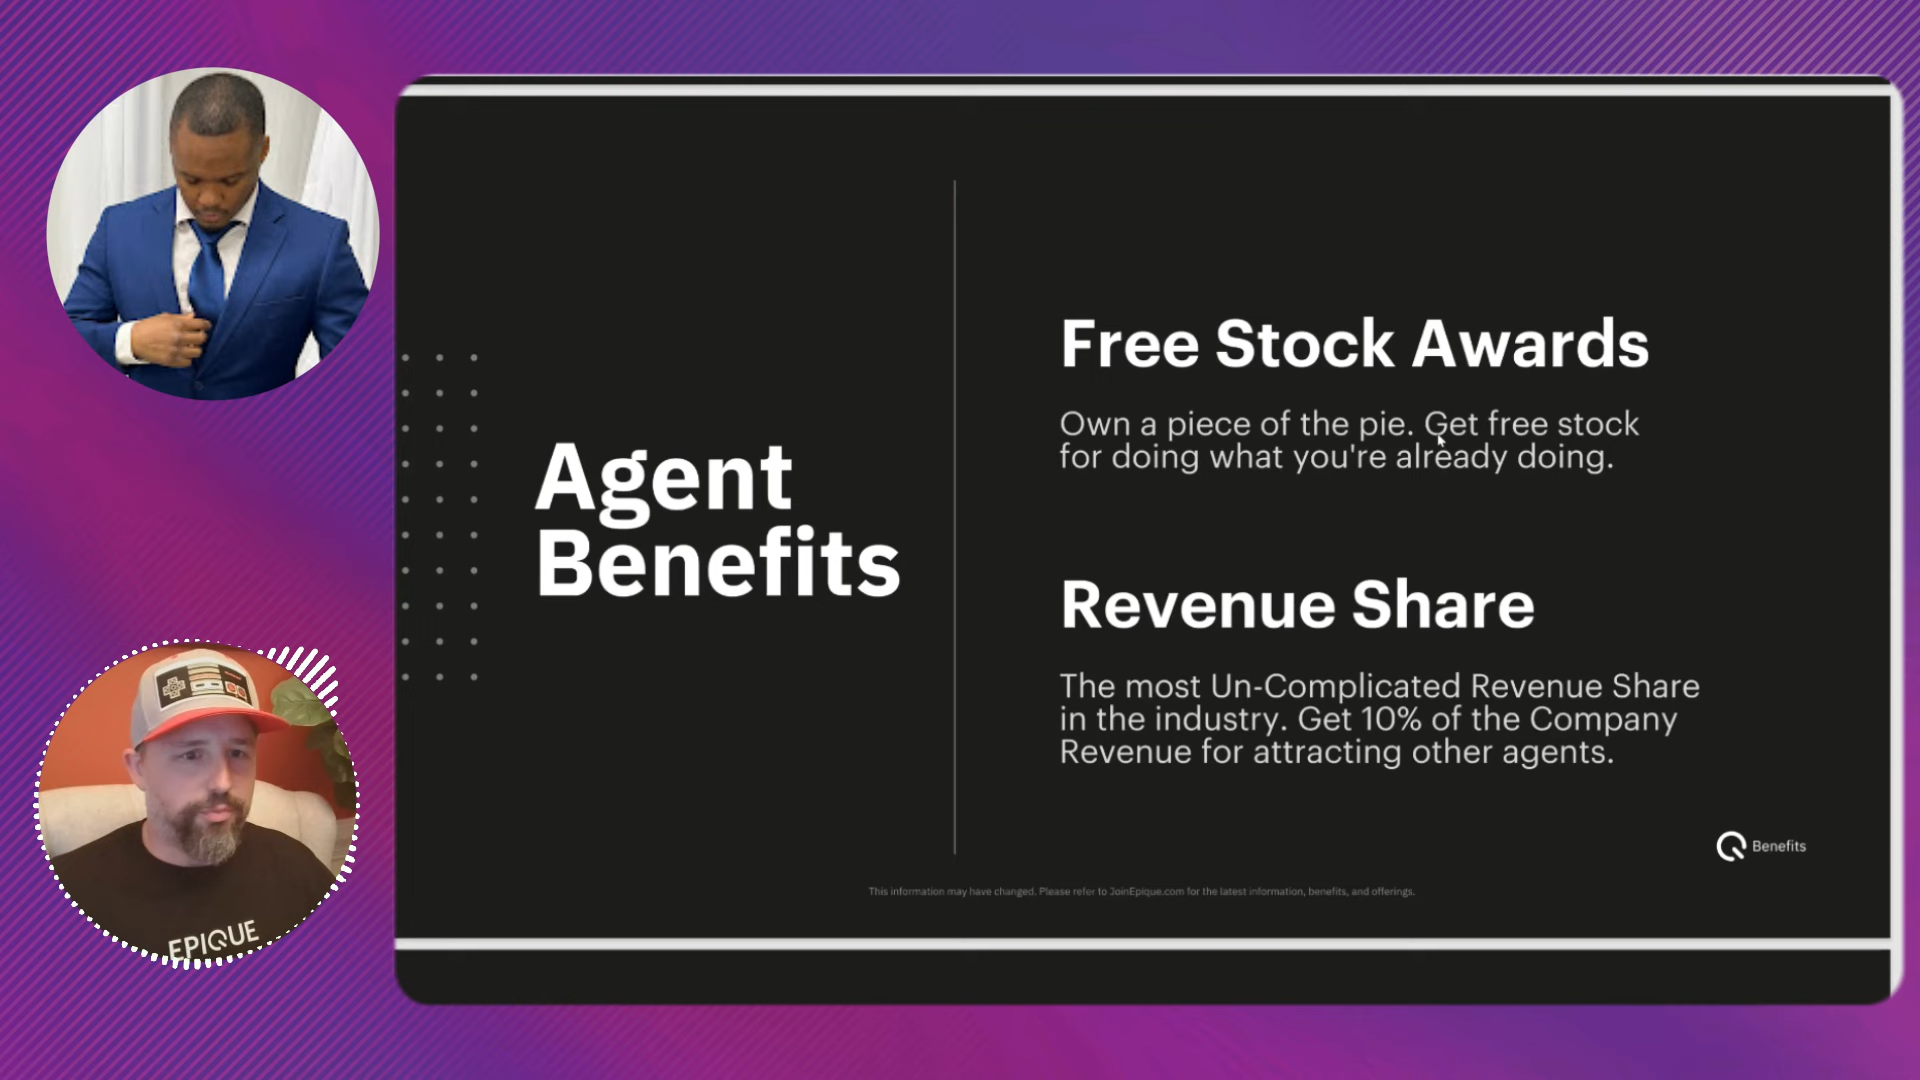 Agent
Benefits
Free Stock Awards
Own a piece of the pie. Get free stock
for doing what you're already doing.
Revenue Share
The most Un-Complicated Revenue Share
in the industry. Get 10% of the Company
Revenue for attracting other agents.
Benefits
This information may have changed. Please refer to JoinEpique.com for the latest information, benefits, and offerings.
EPIQUE